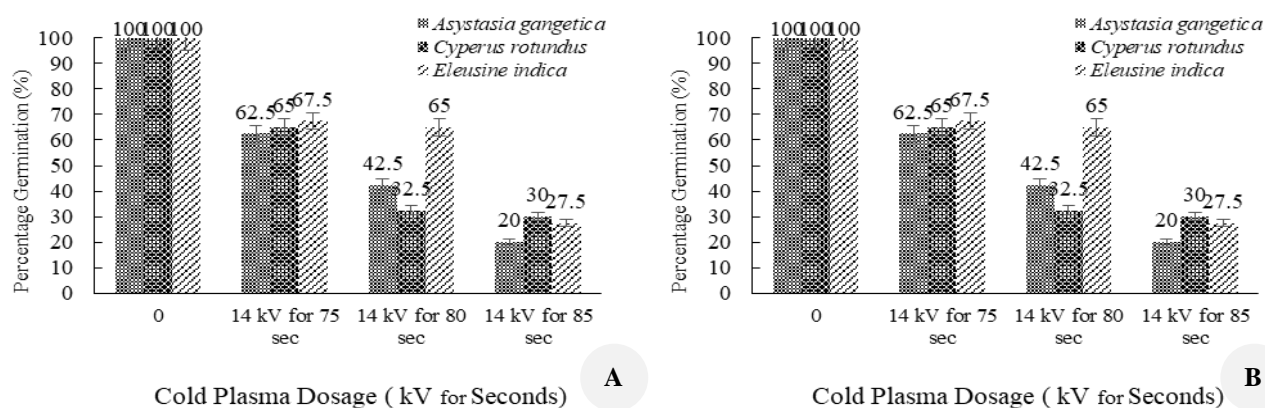 100 100 100
Asystasia gangetica
Cyperus rotundus
Eleusine indica
Percentage Germination (%)
100
90
80
70
60
50
40
30
20
10
0
62.5 65 67.5
42.5 32.5 65
20 30 27.5
0 14 kV for 75 14 kV for 80 14 kV for 85
sec sec sec
Cold Plasma Dosage ( kV for Seconds)
A
100 100 100
Asystasia gangetica
Cyperus rotundus
Eleusine indica
Percentage Germination (%)
100
90
80
70
60
50
40
30
20
10
0
62.5 65 67.5
42.5 32.5 65
20 30 27.5
0 14 kV for 75 14 kV for 80 14 kV for 85
sec sec sec
Cold Plasma Dosage ( kV for Seconds)
B